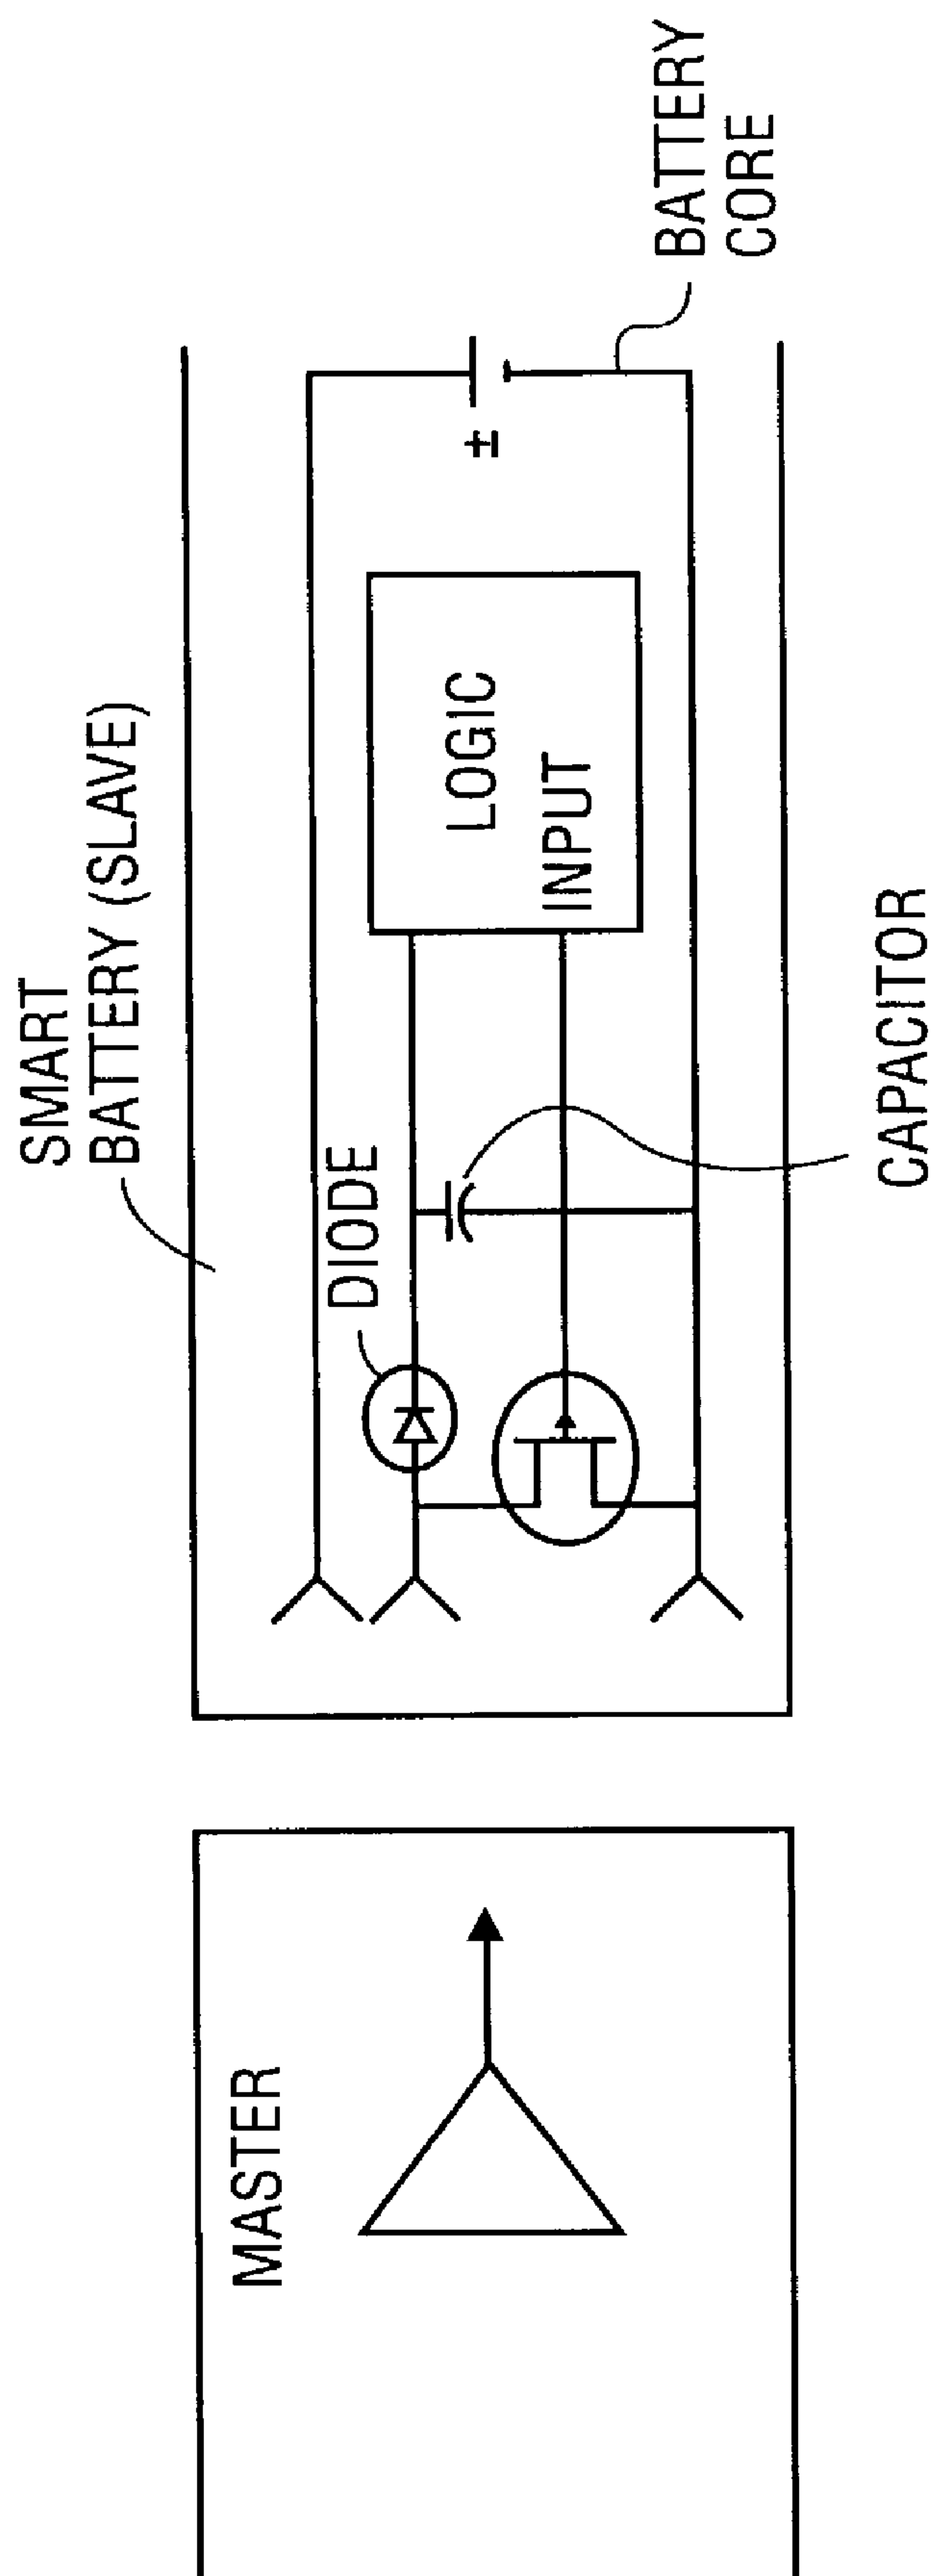 SMART
BATTERY (SLAVE)
MASTER
DIODE
LOGIC
INPUT
±
BATTERY
CORE
CAPACITOR